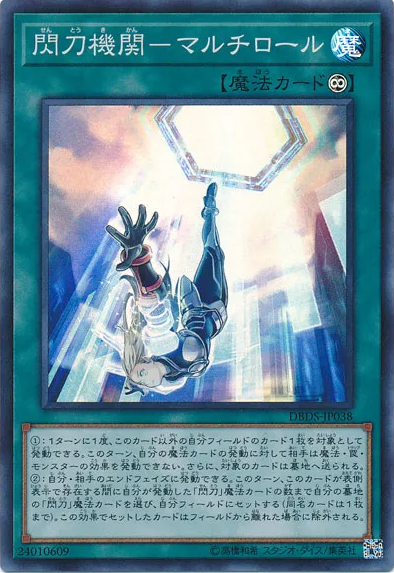 閃刀機関－マルチロール
魔
【魔法カード】
DBDS-JP038
①：1ターンに1度、このカード以外の自分フィールドのカード1枚を対象として
発動できる。このターン、自分の魔法カードの発動に対して相手は魔法・罠・
モンスターの効果を発動できない。さらに、対象のカードは墓地へ送られる。
②：自分・相手のエンドフェイズに発動できる。このカードが表側
表示で存在する間に自分が発動した「閃刀」魔法カードの数まで自分の墓地
の「閃刀」魔法カードを選び、自分フィールドにセットする（同名カードは1枚
まで）。この効果でセットしたカードはフィールドから離れた場合に除外される。
24010609
©高橋和希 スタジオ・ダイス/集英社